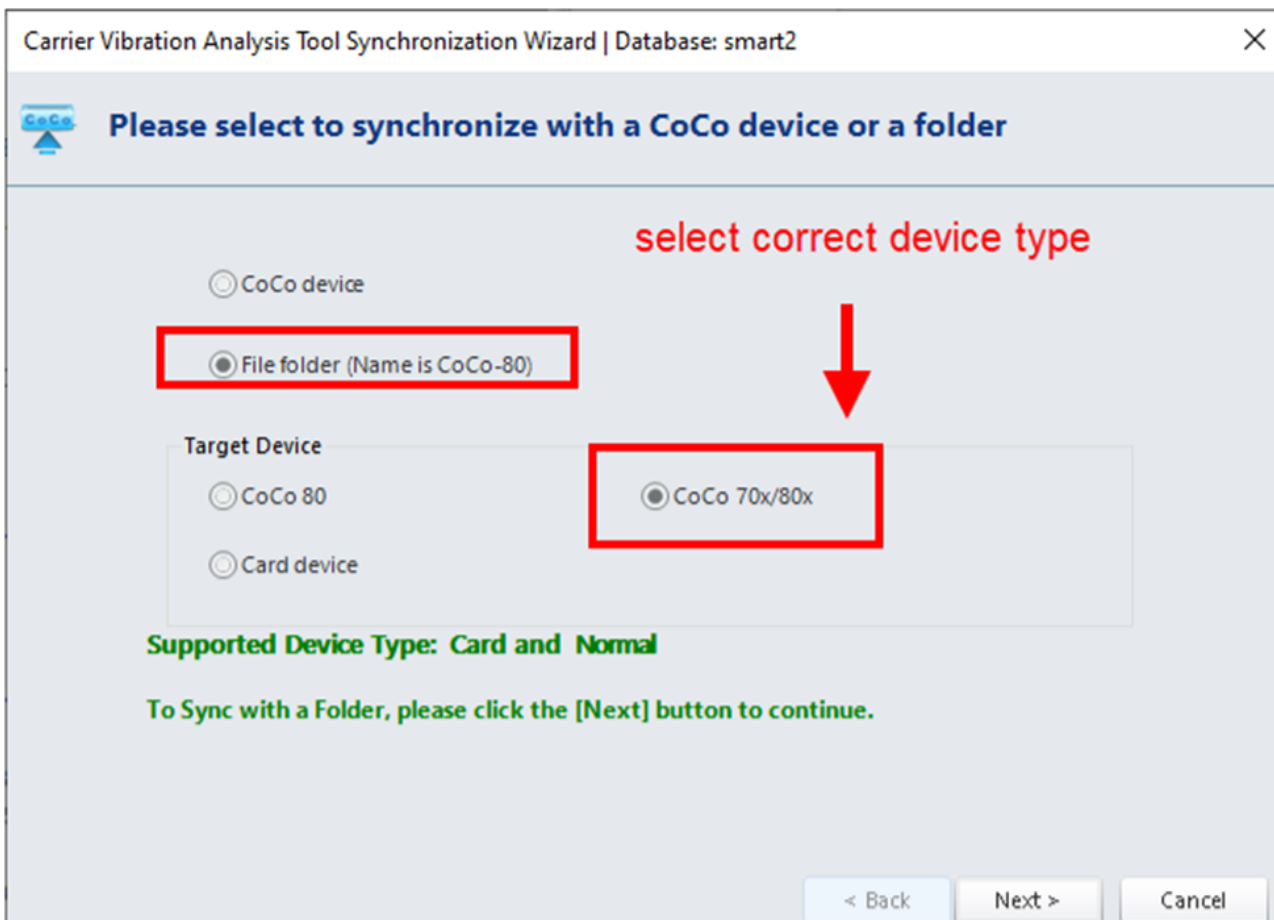 Carrier Vibration Analysis Tool Synchronization Wizard | Database: smart2
CoCo
Please select to synchronize with a CoCo device or a folder
select correct device type
CoCo device
File folder (Name is CoCo-80)
Target Device
CoCo 80
CoCo 70x/80x
Card device
Supported Device Type: Card and Normal
To Sync with a Folder, please click the [Next] button to continue.
< Back
Next >
Cancel